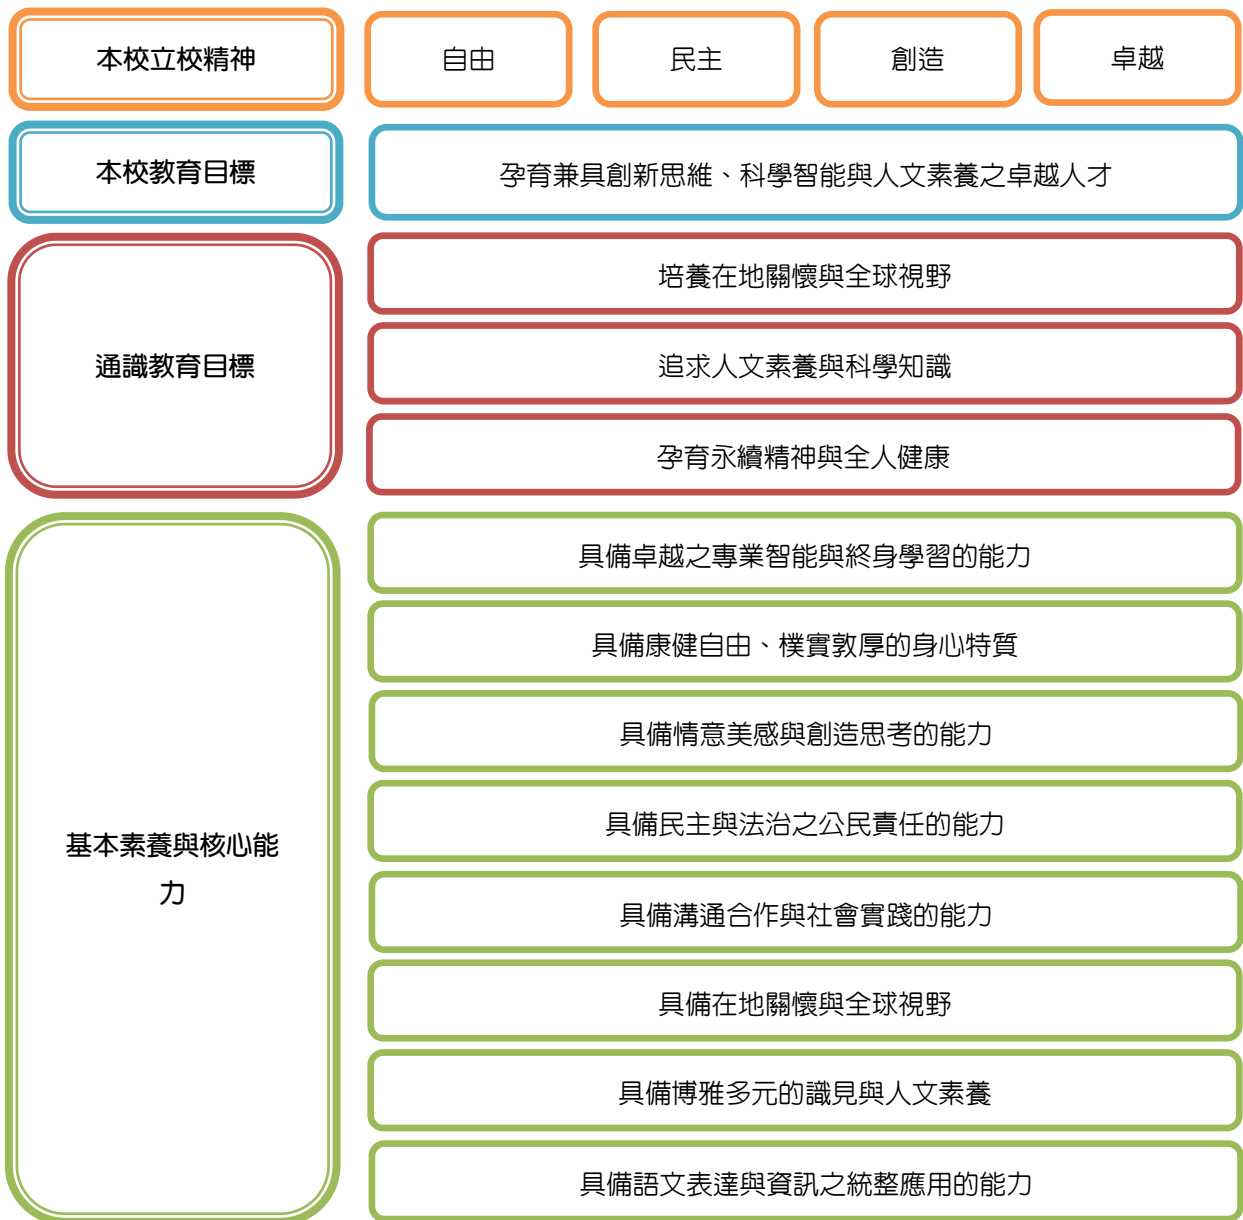 本校立校精神
自由
民主
創造
卓越
本校教育目標
孕育兼具創新思維、科學智能與人文素養之卓越人才
通識教育目標
培養在地關懷與全球視野
追求人文素養與科學知識
孕育永續精神與全人健康
基本素養與核心能
力
具備卓越之專業智能與終身學習的能力
具備康健自由、樸實敦厚的身心特質
具備情意美感與創造思考的能力
具備民主與法治之公民責任的能力
具備溝通合作與社會實踐的能力
具備在地關懷與全球視野
具備博雅多元的識見與人文素養
具備語文表達與資訊之統整應用的能力